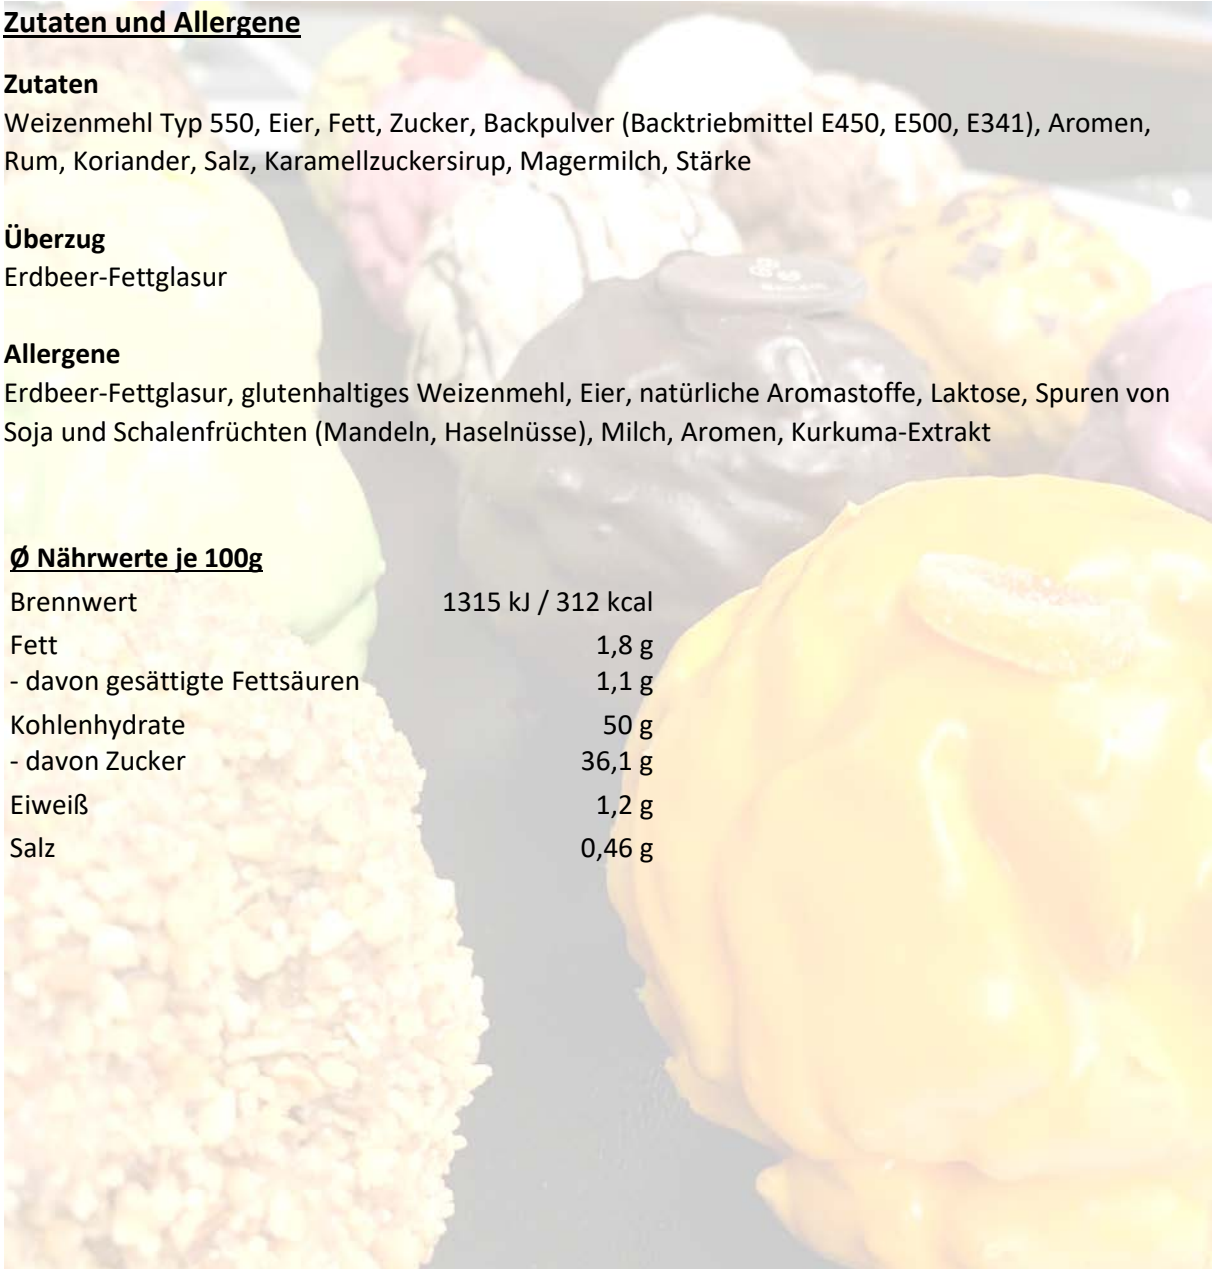 Zutaten und Allergene
Zutaten
Weizenmehl Typ 550, Eier, Fett, Zucker, Backpulver (Backtriebmittel E450, E500, E341), Aromen,
Rum, Koriander, Salz, Karamellzuckersirup, Magermilch, Stärke
Überzug
Erdbeer-Fettglasur
Allergene
Erdbeer-Fettglasur, glutenhaltiges Weizenmehl, Eier, natürliche Aromastoffe, Laktose, Spuren von
Soja und Schalenfrüchten (Mandeln, Haselnüsse), Milch, Aromen, Kurkuma-Extrakt
Ø Nährwerte je 100g
Brennwert 1315 kJ / 312 kcal
Fett 1,8 g
- davon gesättigte Fettsäuren 1,1 g
Kohlenhydrate 50 g
- davon Zucker 36,1 g
Eiweiß 1,2 g
Salz 0,46 g